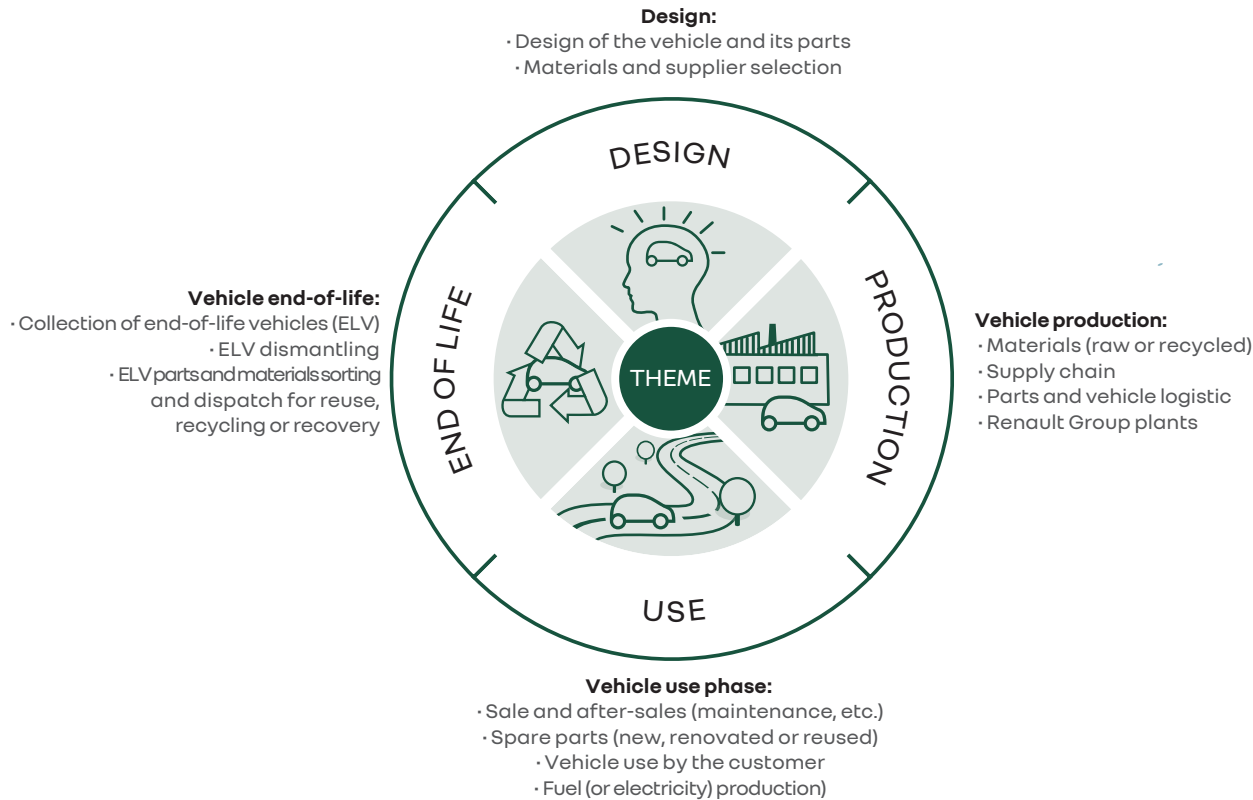 Design:
· Design of the vehicle and its parts
· Materials and supplier selection
DESIGN
Vehicle end-of-life:
· Collection of end-of-life vehicles (ELV)
· ELV dismantling
· ELV parts and materials sorting
and dispatch for reuse,
recycling or recovery
END OF LIFE
THEME
PRODUCTION
Vehicle production:
· Materials (raw or recycled)
· Supply chain
· Parts and vehicle logistic
· Renault Group plants
USE
Vehicle use phase:
· Sale and after-sales (maintenance, etc.)
· Spare parts (new, renovated or reused)
· Vehicle use by the customer
· Fuel (or electricity) production)